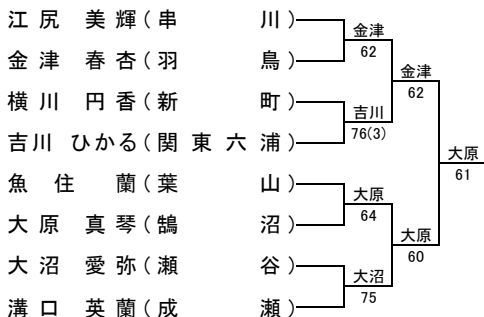 江尻 美輝(串川)
金津 春杏(羽鳥)
横川 円香(新町)
吉川 ひかる(関東六浦)
魚住 蘭(葉山)
大原 真琴(鵠沼)
大沼 愛弥(瀬谷)
溝口 英蘭(成瀬)
金津
62
吉川
76(3)
大原
64
大沼
75
金津
62
大原
60
大原
61